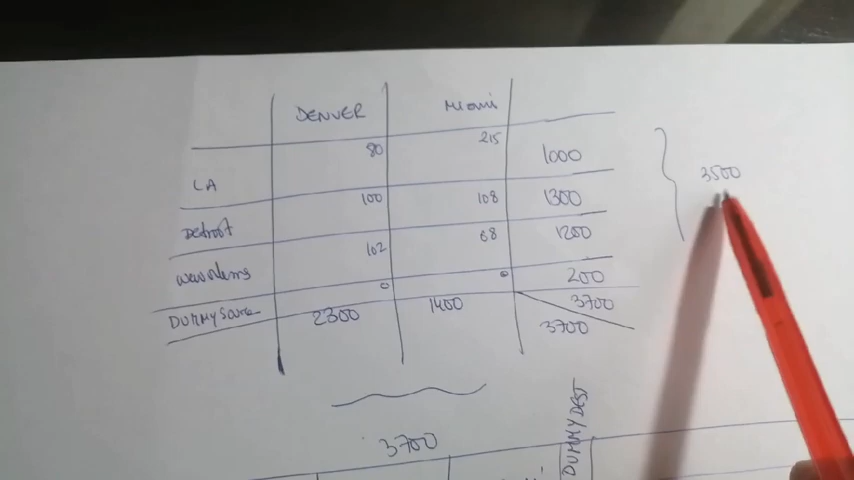 DENVER Miami
80 215 1000
LA
100 108 1300
Detroit
102 68 1200
0 0 200
DUMMY Source 2300 1400 3700
3700
3500
3700
DUMMY DEST